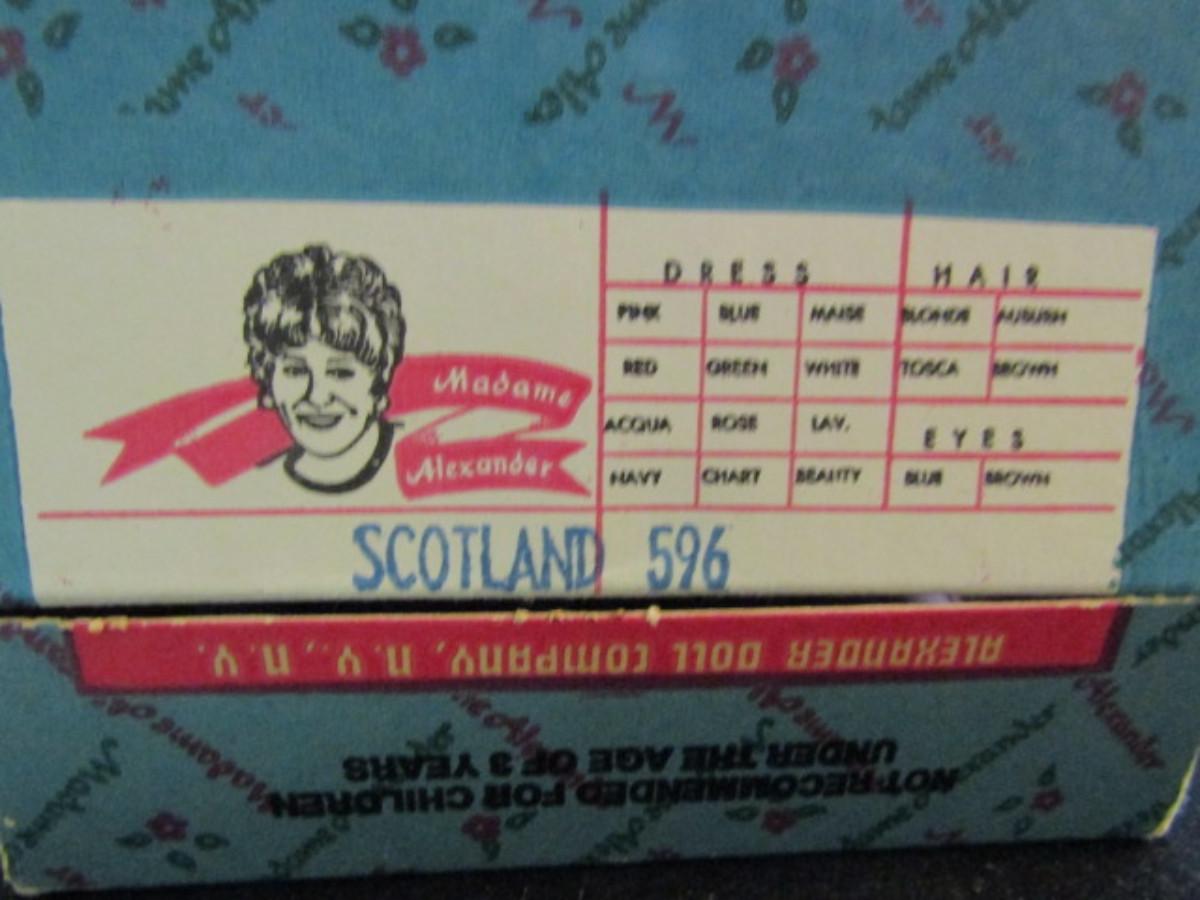 Madame
Alexander
DRESS HAIR
PINK BLUE MAISE BLONDE AUBURN
RED GREEN WHITE TOSCA BROWN
ACQUA ROSE LAV. EYES
NAVY CHART BEAUTY BLUE BROWN
SCOTLAND 596
ALEXANDER DOLL COMPANY, N.Y., N.Y.
NOT RECOMMENDED FOR CHILDREN
UNDER THE AGE OF 3 YEARS